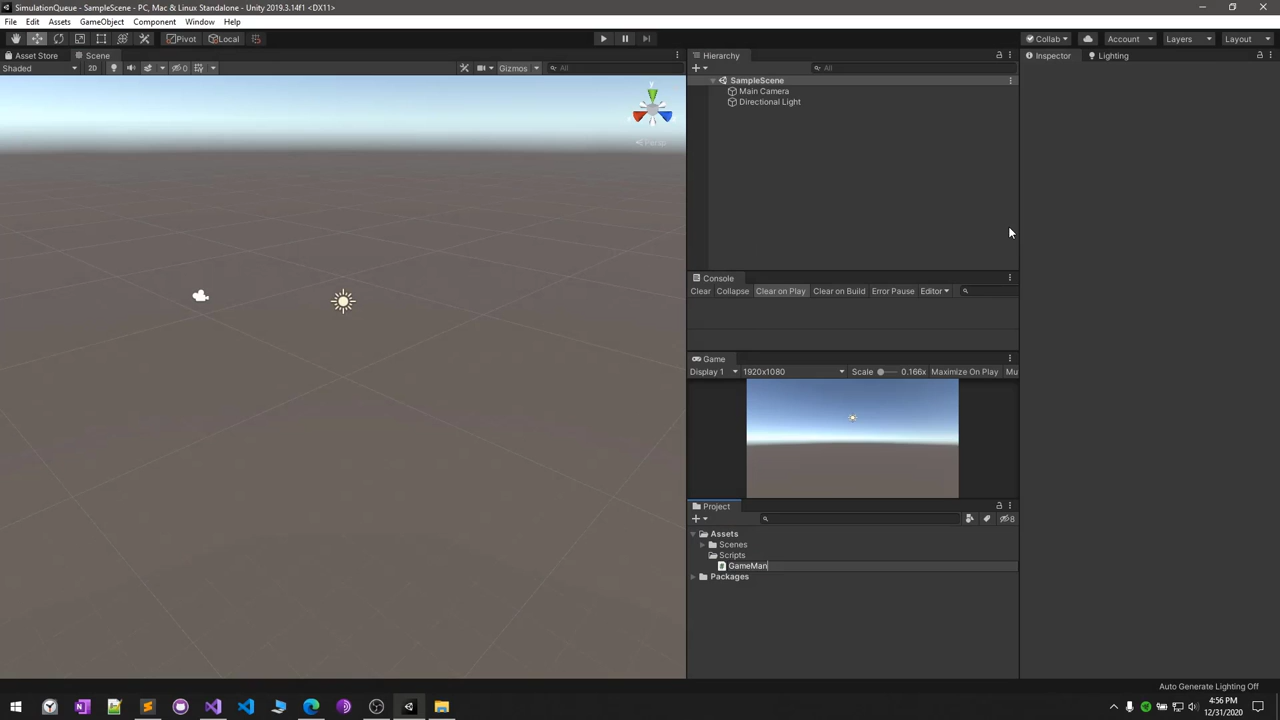 SimulationQueue - SampleScene - PC, Mac & Linux Standalone - Unity 2019.3.14f1 <DX11>
File Edit Assets GameObject Component Window Help
Pivot Local Collab Account Layers Layout
Asset Store Scene Hierarchy Inspector Lighting
Shaded 2D 0 Gizmos All All
SampleScene
Main Camera
Directional Light
y
Persp
Console
Clear Collapse Clear on Play Clear on Build Error Pause Editor
Game
Display 1 1920x1080 Scale 0.166x Maximize On Play Mu
Project
8
Assets
Scenes
Scripts
GameMan
Packages
Auto Generate Lighting Off
4:56 PM
12/31/2020